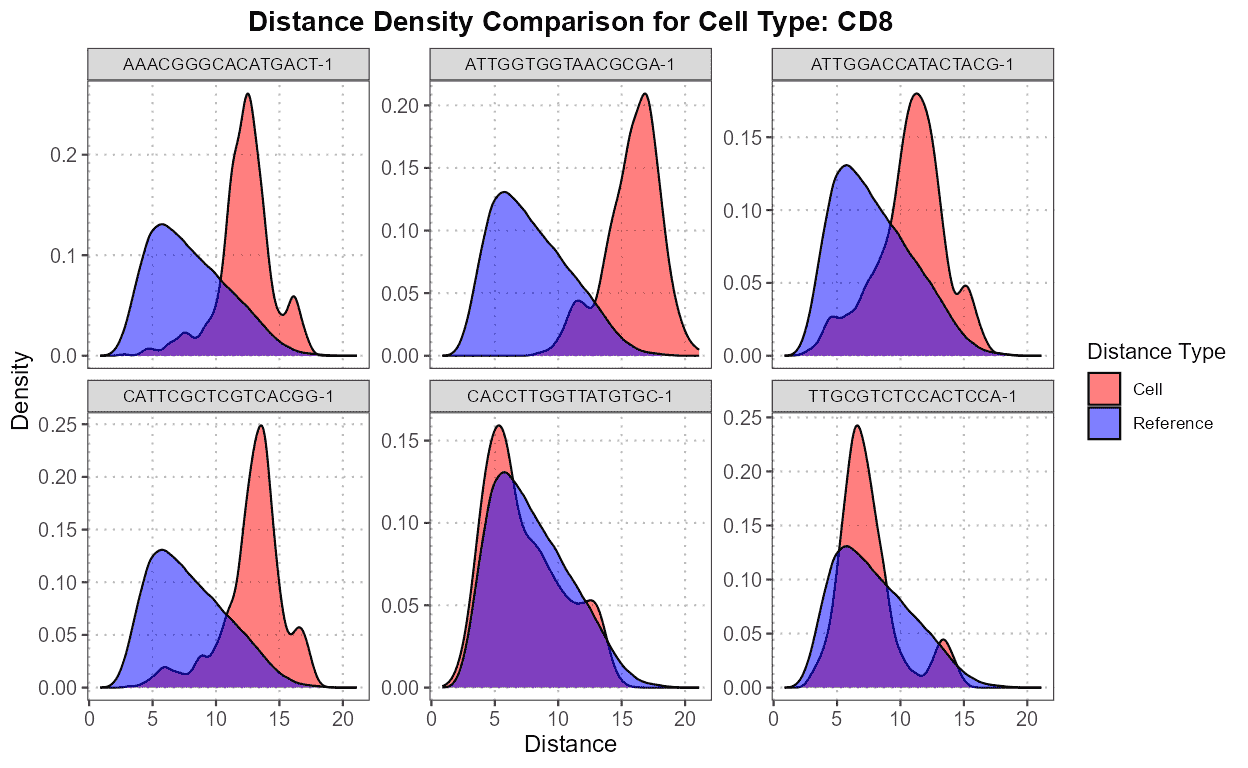 Distance Density Comparison for Cell Type: CD8
AAACGGGCACATGACT-1
ATTGGTGGTAACGCGA-1
ATTGGACCATACTACG-1
0.2
0.1
0.0
0.20
0.15
0.10
0.05
0.00
0.15
0.10
0.05
0.00
Density
CATTCGCTCGTCACGG-1
CACCTTGGTTATGTGC-1
TTGCGTCTCCACTCCA-1
0.25
0.20
0.15
0.10
0.05
0.00
0.15
0.10
0.05
0.00
0.25
0.20
0.15
0.10
0.05
0.00
0 5 10 15 20
0 5 10 15 20
0 5 10 15 20
Distance
Distance Type
Cell
Reference